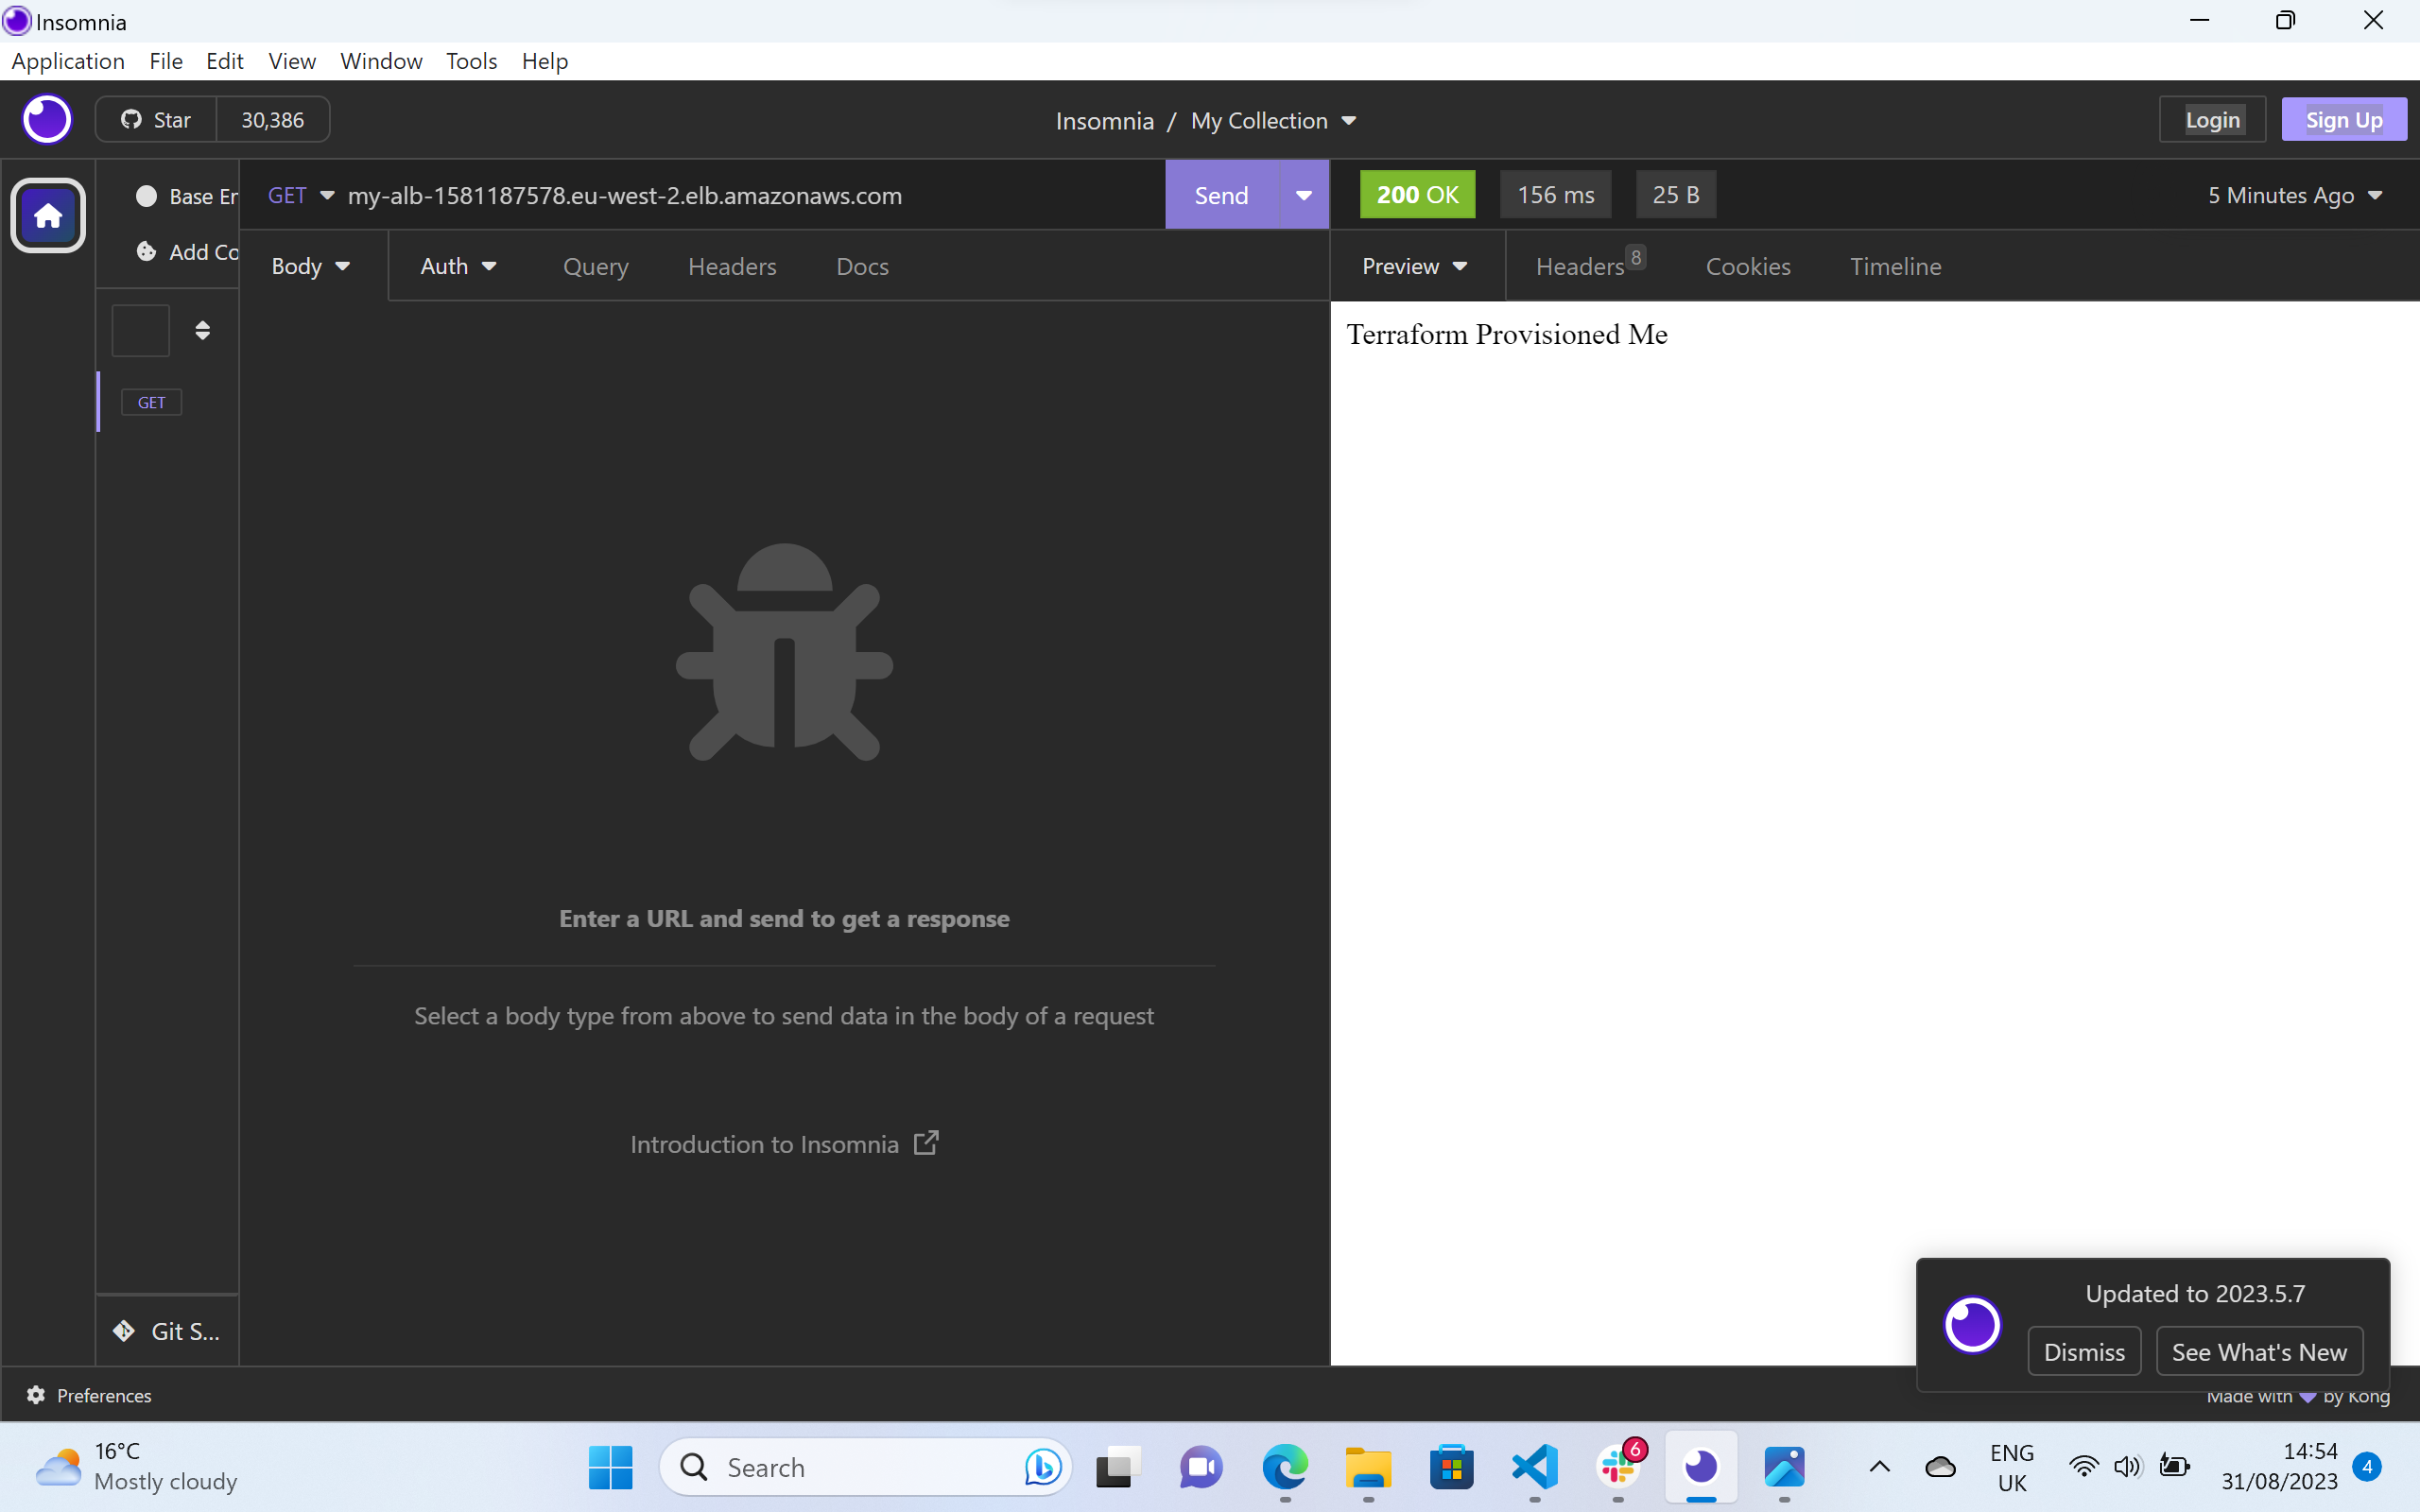 Insomnia
Application File Edit View Window Tools Help
Star 30,386
Insomnia / My Collection
Login Sign Up
Base En
GET my-alb-1581187578.eu-west-2.elb.amazonaws.com Send
200 OK 156 ms 25 B
5 Minutes Ago
Add Co
Body Auth Query Headers Docs
Preview Headers 8 Cookies Timeline
Terraform Provisioned Me
GET
Enter a URL and send to get a response
Select a body type from above to send data in the body of a request
Introduction to Insomnia
Updated to 2023.5.7
Dismiss See What's New
Git S...
Preferences
Made with by Kong
16°C
Mostly cloudy
Search
6
ENG
UK
14:54
31/08/2023
4